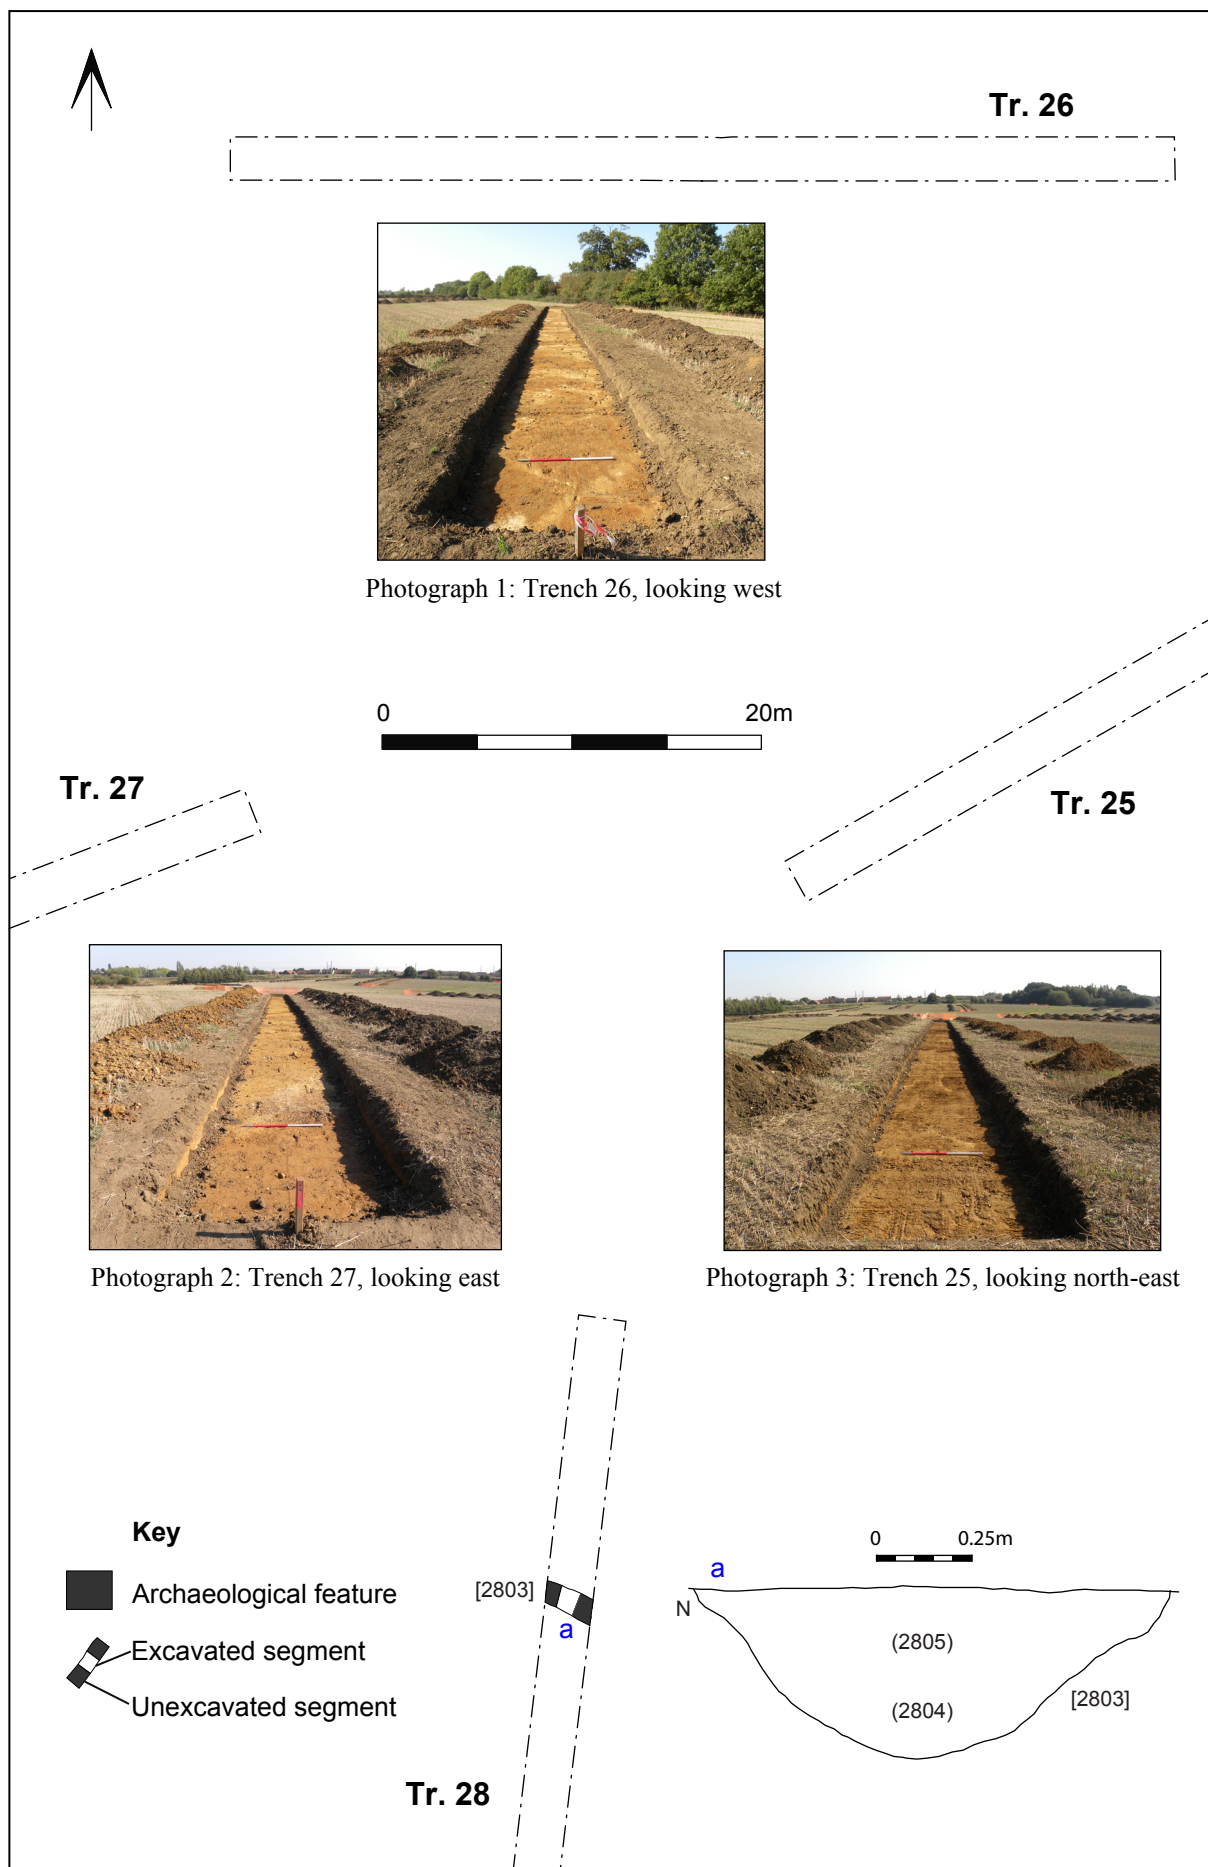 Tr. 26
Photograph 1: Trench 26, looking west
0 20m
Tr. 27
Tr. 25
Photograph 2: Trench 27, looking east
Photograph 3: Trench 25, looking north-east
Key
Archaeological feature
Excavated segment
Unexcavated segment
[2803]
a
Tr. 28
0 0.25m
a
N
(2805)
(2804)
[2803]